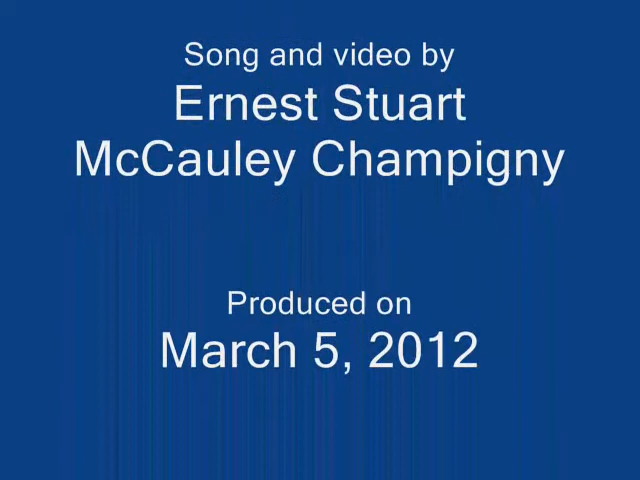 Song and video by
Ernest Stuart
McCauley Champigny
Produced on
March 5, 2012